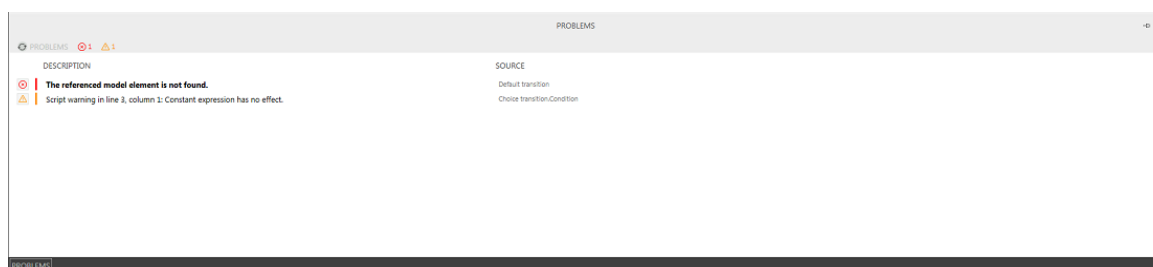 PROBLEMS
PROBLEMS 1 1
DESCRIPTION SOURCE
The referenced model element is not found. Default transition
Script warning in line 3, column 1: Constant expression has no effect. Choice transition.Condition
PROBLEMS